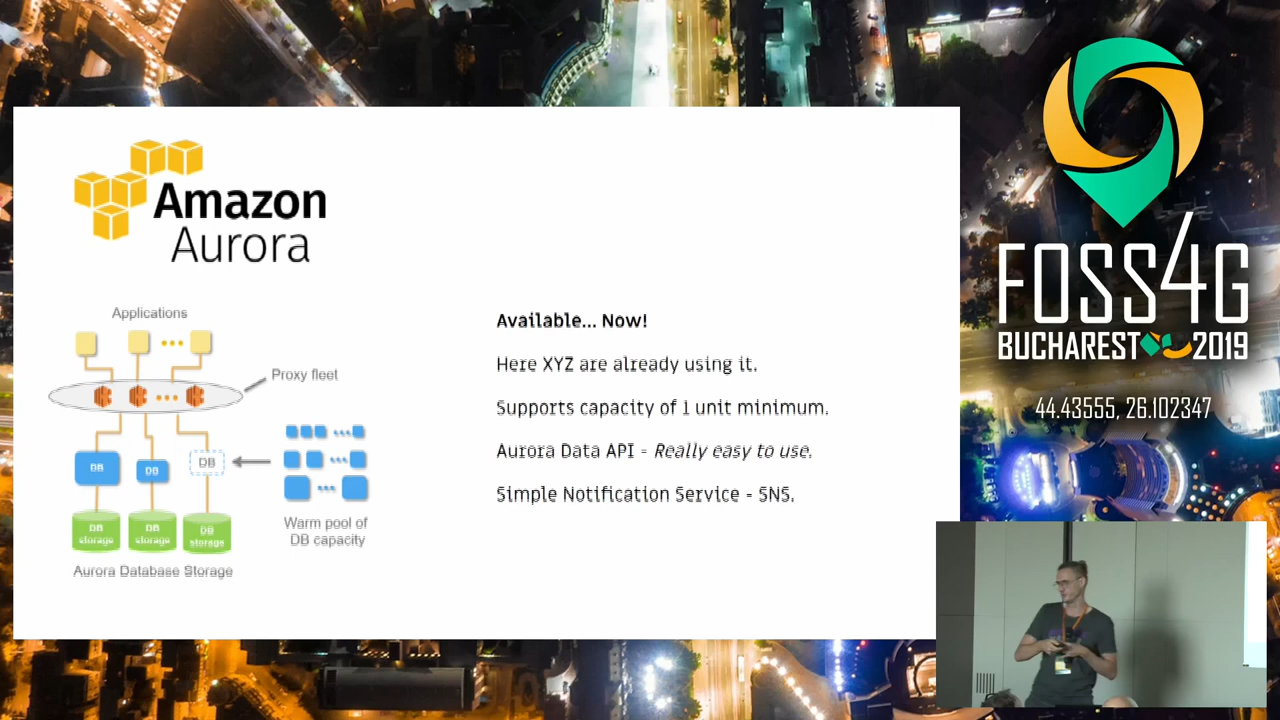 Amazon
Aurora
Applications
Proxy fleet
DB
DB
DB
Warm pool of
DB capacity
DB
storage
DB
storage
DB
storage
Aurora Database Storage
Available... Now!
Here XYZ are already using it.
Supports capacity of 1 unit minimum.
Aurora Data API - Really easy to use.
Simple Notification Service - SNS.
FOSS4G
BUCHAREST 2019
44.43555, 26.102347